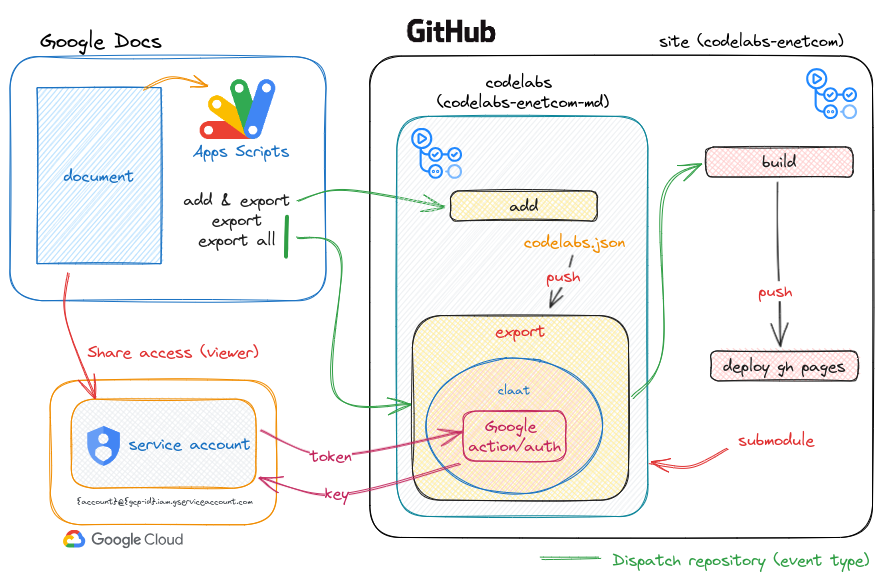 Google Docs
GitHub
site (codelabs-enetcom)
codelabs
(codelabs-enetcom-md)
document
Apps Scripts
add & export
export
export all
add
build
codelabs.json
push
push
export
claat
Google
action/auth
deploy gh pages
Share access (viewer)
service account
{account}@{gcp-id}.iam.gserviceaccount.com
token
key
submodule
Google Cloud
Dispatch repository (event type)